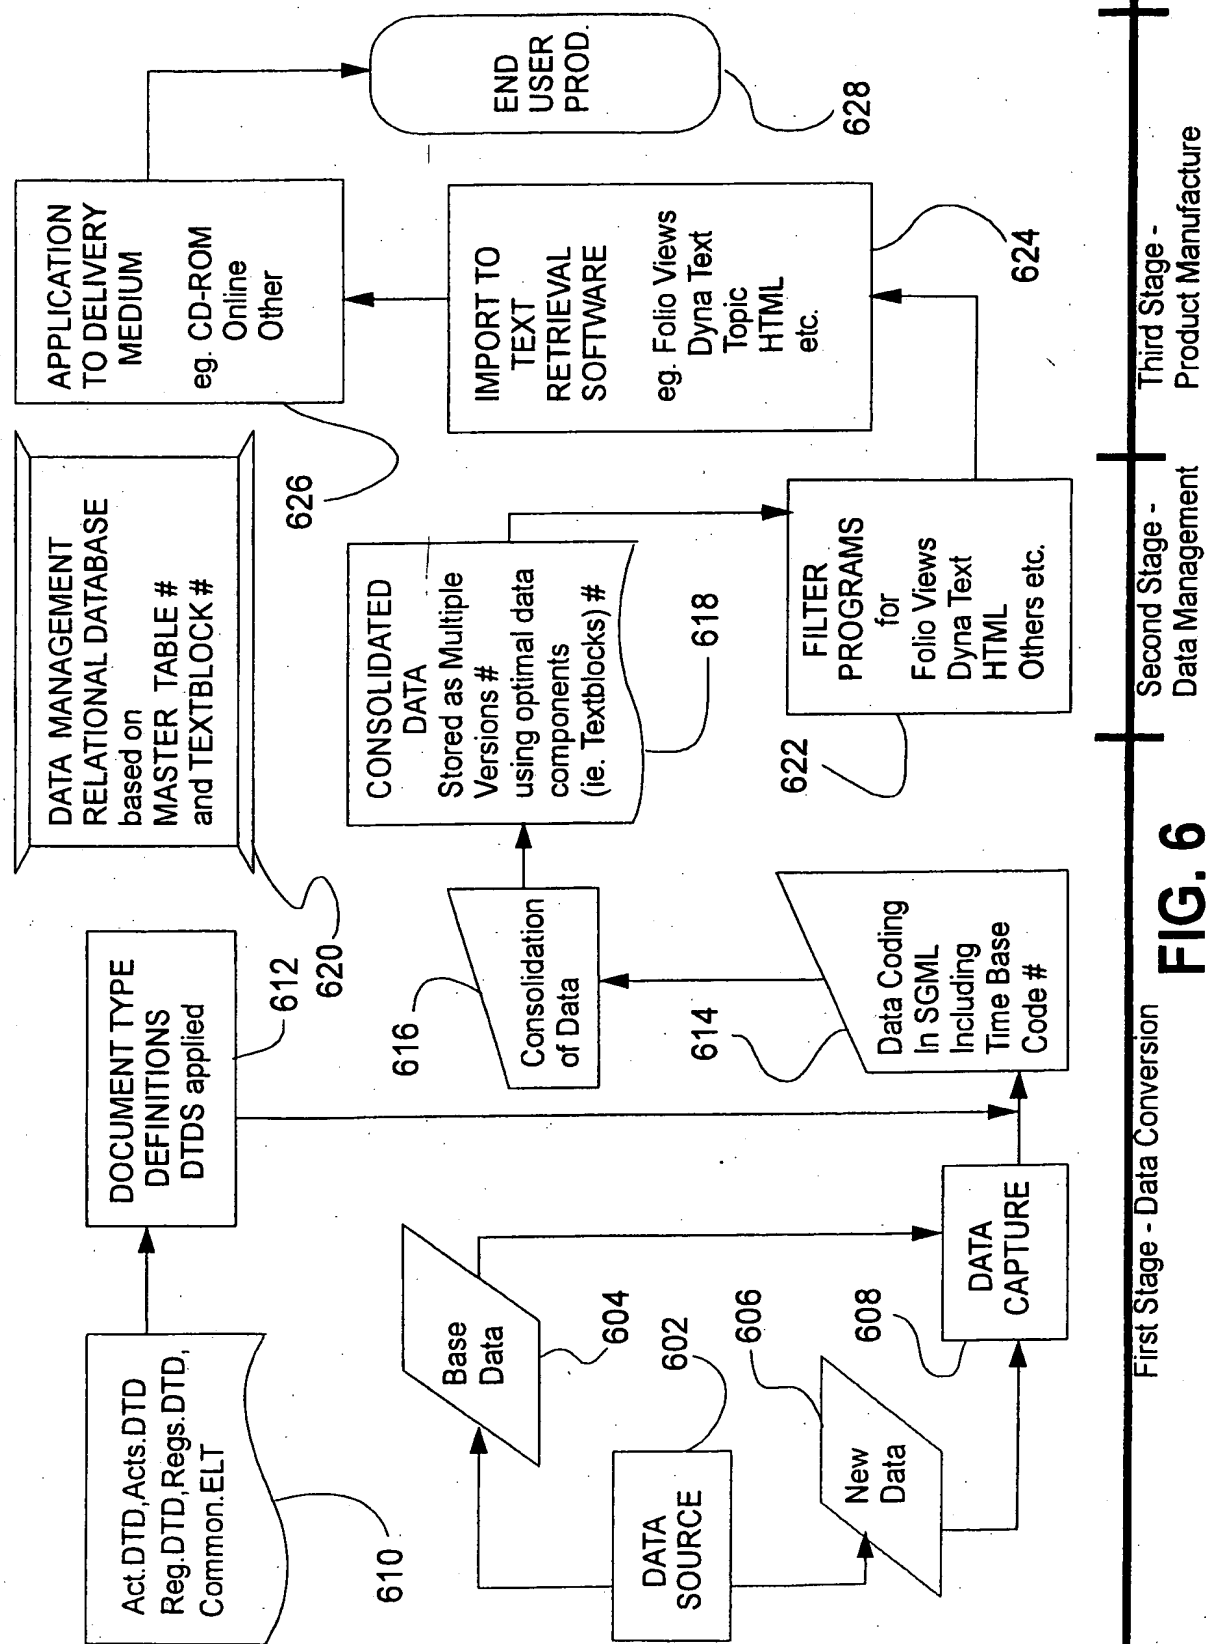 Act.DTD,Acts.DTD
Reg.DTD,Regs.DTD,
Common.ELT
610
DOCUMENT TYPE
DEFINITIONS
DTDS applied
612
DATA MANAGEMENT
RELATIONAL DATABASE
based on
MASTER TABLE #
and TEXTBLOCK #
620
APPLICATION
TO DELIVERY
MEDIUM
eg. CD-ROM
Online
Other
626
END
USER
PROD.
628
Base
Data
604
DATA
SOURCE
602
New
Data
606
DATA
CAPTURE
608
Data Coding
In SGML
Including
Time Base
Code #
614
Consolidation
of Data
616
CONSOLIDATED
DATA
Stored as Multiple
Versions #
using optimal data
components
(ie. Textblocks) #
618
FILTER
PROGRAMS
for
Folio Views
Dyna Text
HTML
Others etc.
622
IMPORT TO
TEXT
RETRIEVAL
SOFTWARE
eg. Folio Views
Dyna Text
Topic
HTML
etc.
624
First Stage - Data Conversion
Second Stage -
Data Management
Third Stage -
Product Manufacture
FIG. 6